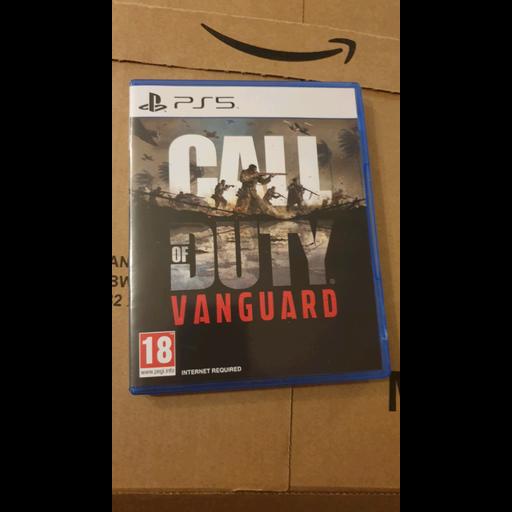 PS5
CALL
OF DUTY
VANGUARD
18
www.pegi.info
INTERNET REQUIRED